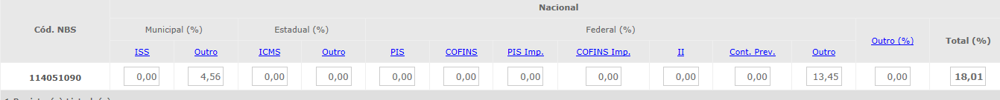 Nacional
Cód. NBS
Municipal (%) Estadual (%) Federal (%)
Outro (%) Total (%)
ISS Outro ICMS Outro PIS COFINS PIS Imp. COFINS Imp. II Cont. Prev. Outro
114051090 0,00 4,56 0,00 0,00 0,00 0,00 0,00 0,00 0,00 0,00 13,45 0,00 18,01